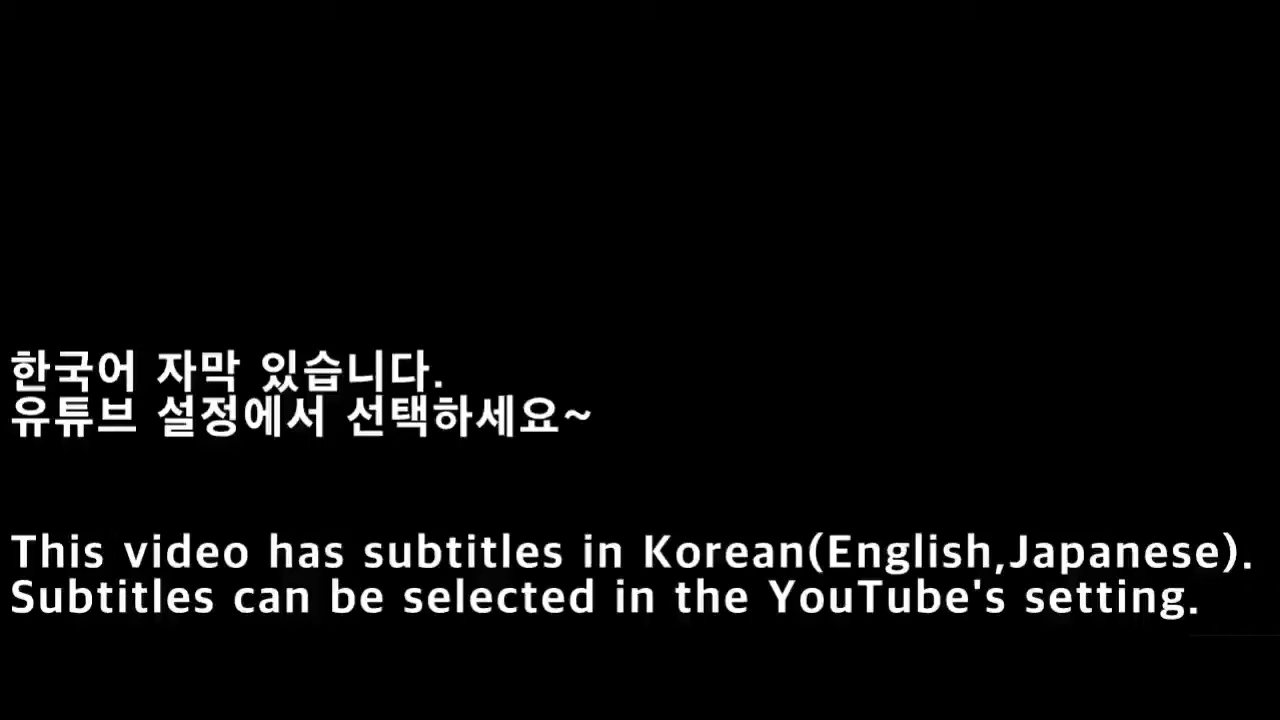 한국어 자막 있습니다.
유튜브 설정에서 선택하세요~
This video has subtitles in Korean(English,Japanese).
Subtitles can be selected in the YouTube's setting.